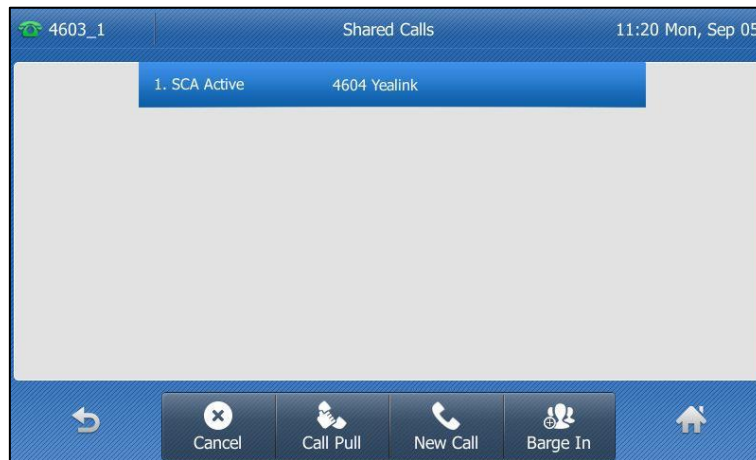 4603_1 Shared Calls 11:20 Mon, Sep 05
1. SCA Active 4604 Yealink
Cancel Call Pull New Call Barge In